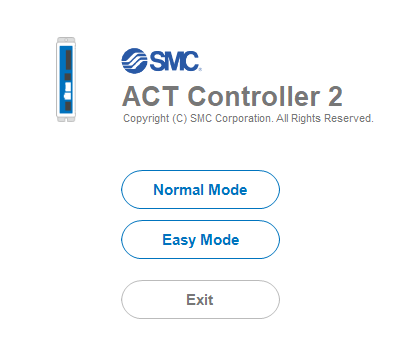 SMC
ACT Controller 2
Copyright (C) SMC Corporation. All Rights Reserved.
Normal Mode
Easy Mode
Exit